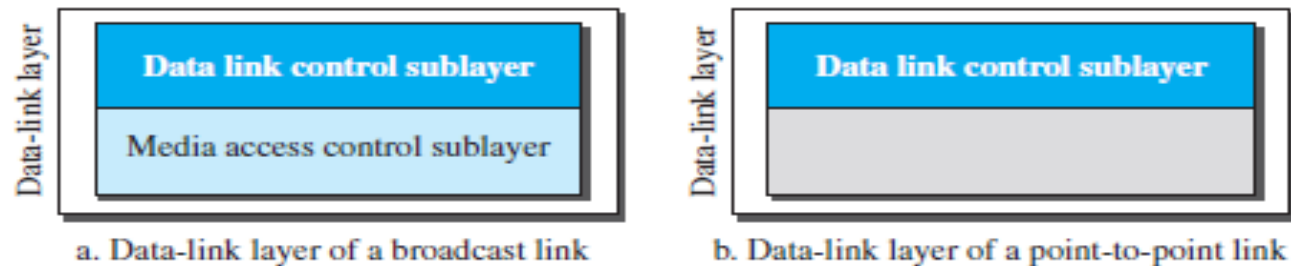 Data-link layer
Data link control sublayer
Media access control sublayer
a. Data-link layer of a broadcast link
Data-link layer
Data link control sublayer
b. Data-link layer of a point-to-point link